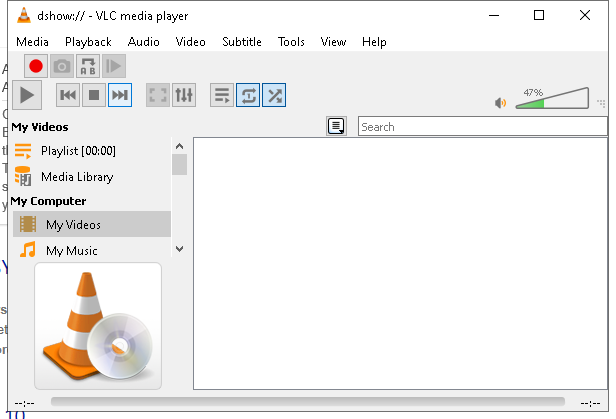 dshow:// - VLC media player
Media Playback Audio Video Subtitle Tools View Help
A B
47%
My Videos
Search
Playlist [00:00]
Media Library
My Computer
My Videos
My Music
--:-- --:--
10